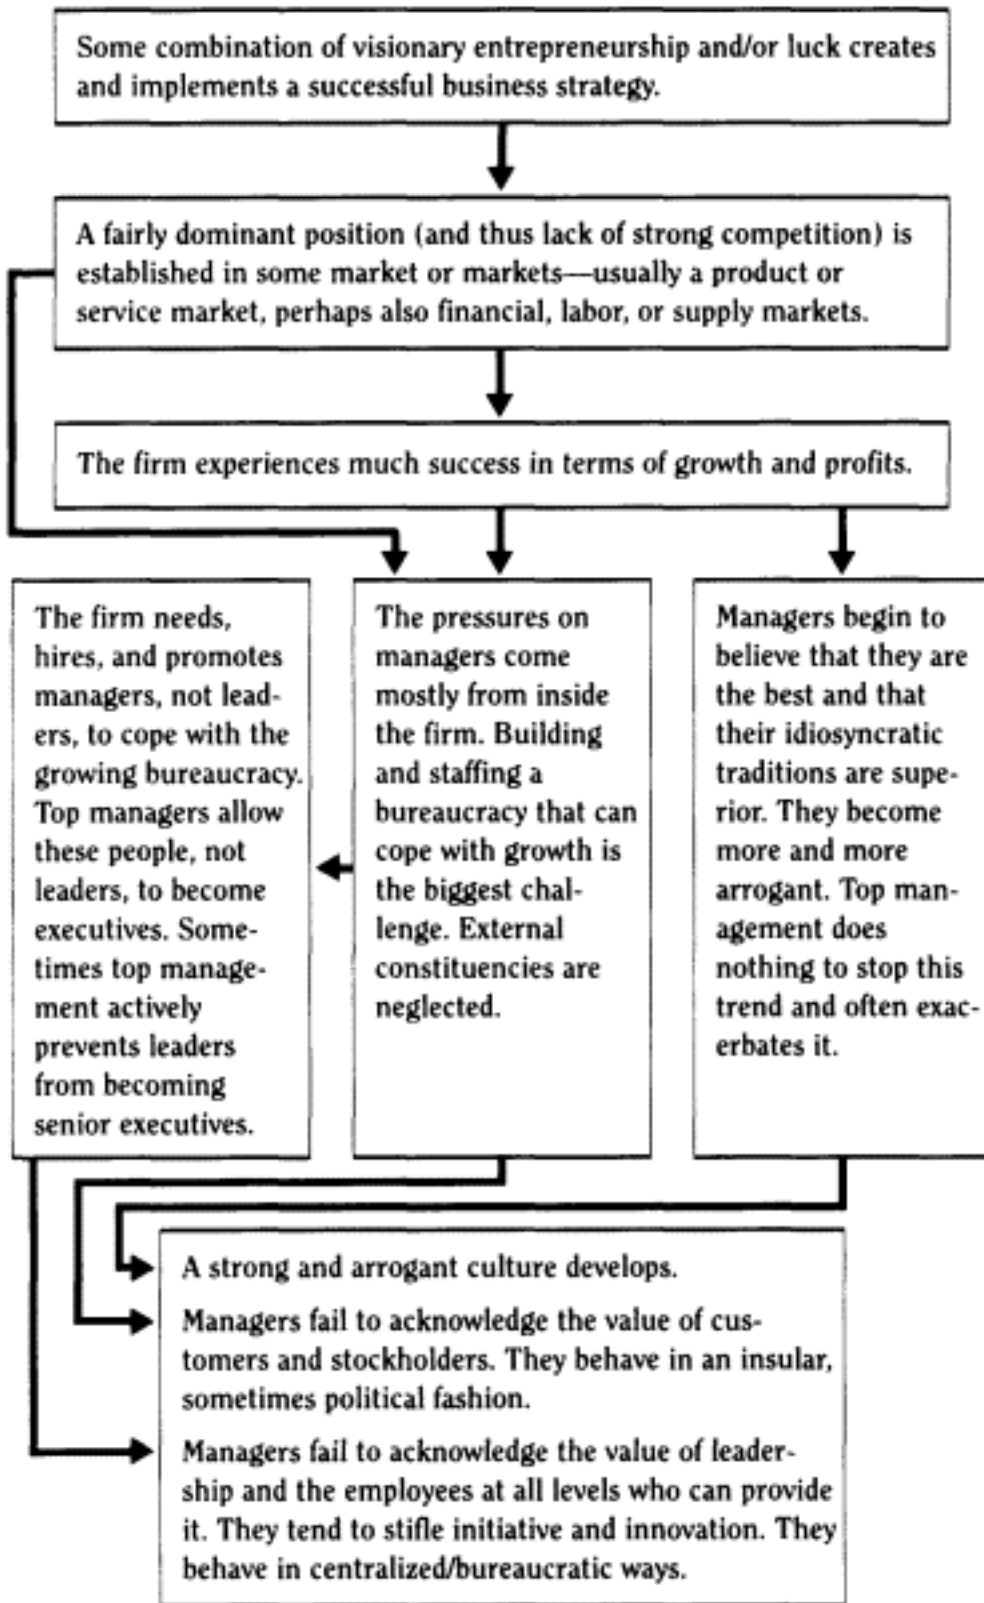 Some combination of visionary entrepreneurship and/or luck creates
and implements a successful business strategy.
A fairly dominant position (and thus lack of strong competition) is
established in some market or markets—usually a product or
service market, perhaps also financial, labor, or supply markets.
The firm experiences much success in terms of growth and profits.
The firm needs,
hires, and promotes
managers, not lead-
ers, to cope with the
growing bureaucracy.
Top managers allow
these people, not
leaders, to become
executives. Some-
times top manage-
ment actively
prevents leaders
from becoming
senior executives.
The pressures on
managers come
mostly from inside
the firm. Building
and staffing a
bureaucracy that can
cope with growth is
the biggest chal-
lenge. External
constituencies are
neglected.
Managers begin to
believe that they are
the best and that
their idiosyncratic
traditions are supe-
rior. They become
more and more
arrogant. Top man-
agement does
nothing to stop this
trend and often exac-
erbates it.
A strong and arrogant culture develops.
Managers fail to acknowledge the value of cus-
tomers and stockholders. They behave in an insular,
sometimes political fashion.
Managers fail to acknowledge the value of leader-
ship and the employees at all levels who can provide
it. They tend to stifle initiative and innovation. They
behave in centralized/bureaucratic ways.